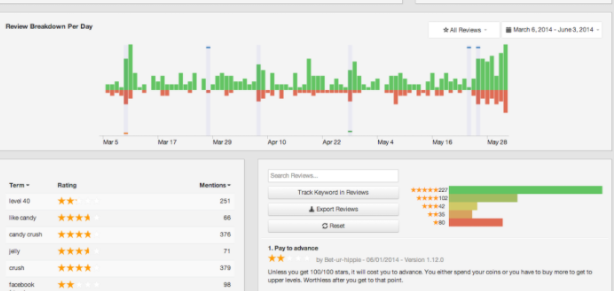 Review Breakdown Per Day
All Reviews
March 6, 2014 - June 3, 2014
Mar 5 Mar 17 Mar 29 Apr 10 Apr 22 May 4 May 16 May 28
Term Rating Mentions
level 40 251
like candy 66
candy crush 376
jelly 71
crush 379
facebook 98
Search Reviews...
Track Keyword in Reviews
Export Reviews
Reset
★★★★★227
★★★★102
★★★42
★★35
★80
1. Pay to advance
by Bet-ur-hippie - 06/01/2014 - Version 1.12.0
Unless you get 100/100 stars, it will cost you to advance. You either spend your coins or you have to buy more to get to
upper levels. Worthless after you get to that point.